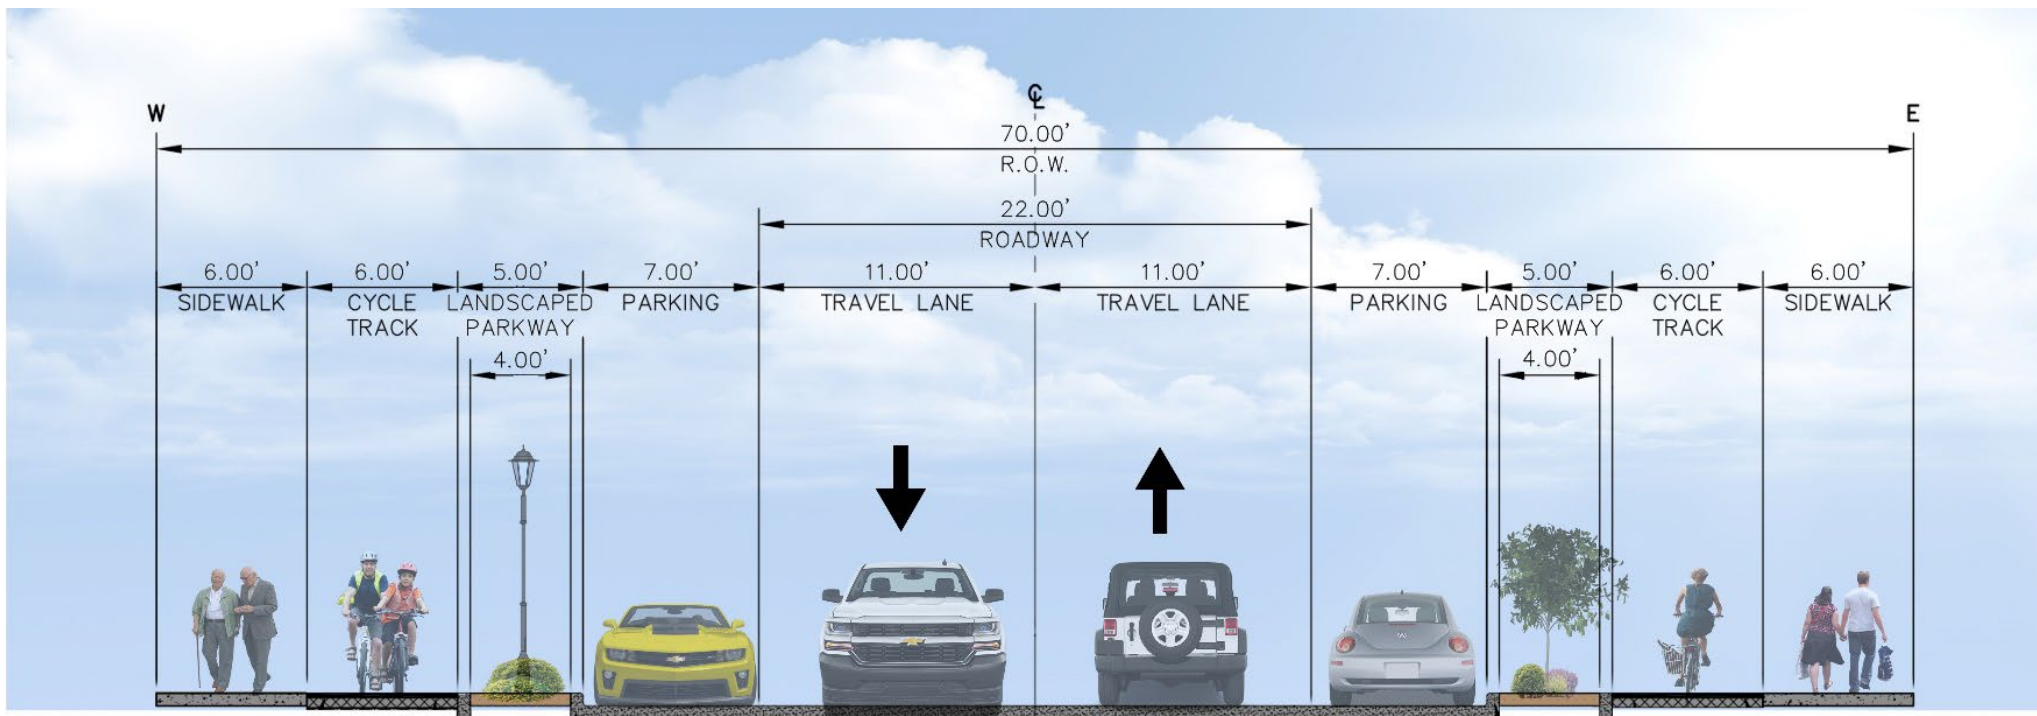 W
℄
E
70.00'
R.O.W.
22.00'
ROADWAY
6.00'
SIDEWALK
6.00'
CYCLE
TRACK
5.00'
LANDSCAPED
PARKWAY
4.00'
7.00'
PARKING
11.00'
TRAVEL LANE
11.00'
TRAVEL LANE
7.00'
PARKING
5.00'
LANDSCAPED
PARKWAY
4.00'
6.00'
CYCLE
TRACK
6.00'
SIDEWALK